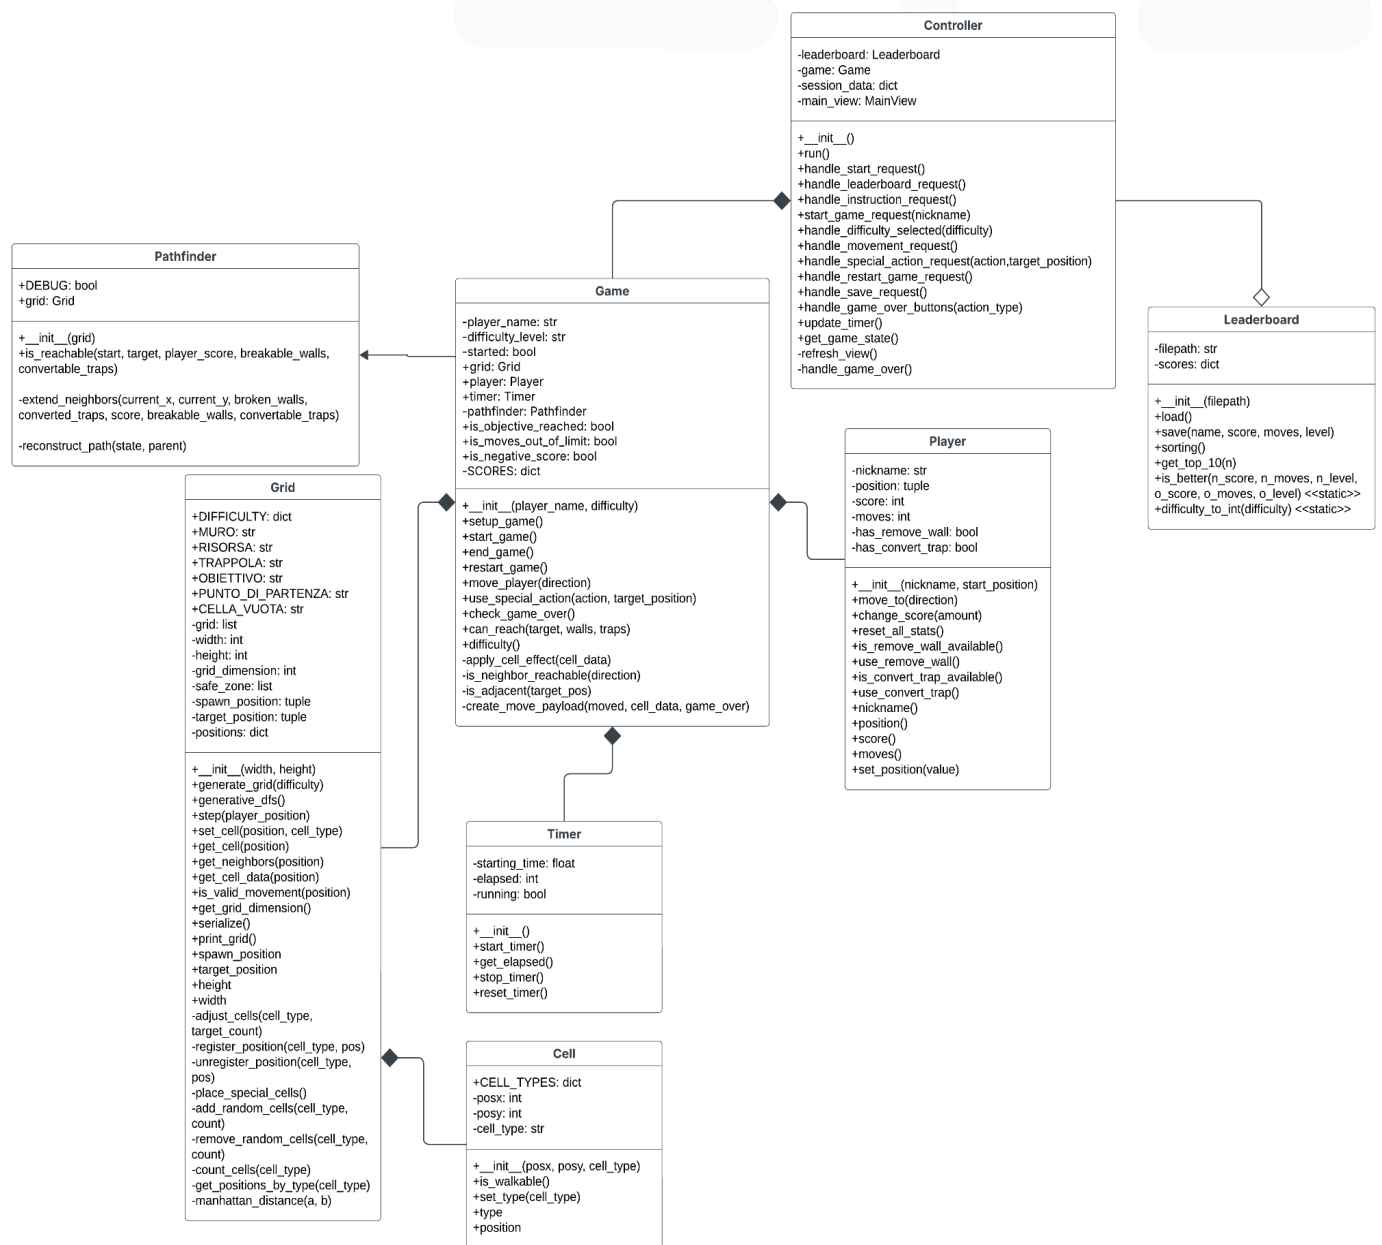 Controller
-leaderboard: Leaderboard
-game: Game
-session_data: dict
-main_view: MainView
+__init__()
+run()
+handle_start_request()
+handle_leaderboard_request()
+handle_instruction_request()
+start_game_request(nickname)
+handle_difficulty_selected(difficulty)
+handle_movement_request()
+handle_special_action_request(action,target_position)
+handle_restart_game_request()
+handle_save_request()
+handle_game_over_buttons(action_type)
+update_timer()
+get_game_state()
-refresh_view()
-handle_game_over()
Pathfinder
+DEBUG: bool
+grid: Grid
+__init__(grid)
+is_reachable(start, target, player_score, breakable_walls,
convertable_traps)
-extend_neighbors(current_x, current_y, broken_walls,
converted_traps, score, breakable_walls, convertable_traps)
-reconstruct_path(state, parent)
Game
-player_name: str
-difficulty_level: str
-started: bool
+grid: Grid
+player: Player
+timer: Timer
-pathfinder: Pathfinder
+is_objective_reached: bool
+is_moves_out_of_limit: bool
+is_negative_score: bool
-SCORES: dict
+__init__(player_name, difficulty)
+setup_game()
+start_game()
+end_game()
+restart_game()
+move_player(direction)
+use_special_action(action, target_position)
+check_game_over()
+can_reach(target, walls, traps)
+difficulty()
-apply_cell_effect(cell_data)
-is_neighbor_reachable(direction)
-is_adjacent(target_pos)
-create_move_payload(moved, cell_data, game_over)
Leaderboard
-filepath: str
-scores: dict
+__init__(filepath)
+load()
+save(name, score, moves, level)
+sorting()
+get_top_10(n)
+is_better(n_score, n_moves, n_level,
o_score, o_moves, o_level) <<static>>
+difficulty_to_int(difficulty) <<static>>
Player
-nickname: str
-position: tuple
-score: int
-moves: int
-has_remove_wall: bool
-has_convert_trap: bool
+__init__(nickname, start_position)
+move_to(direction)
+change_score(amount)
+reset_all_stats()
+is_remove_wall_available()
+use_remove_wall()
+is_convert_trap_available()
+use_convert_trap()
+nickname()
+position()
+score()
+moves()
+set_position(value)
Grid
+DIFFICULTY: dict
+MURO: str
+RISORSA: str
+TRAPPOLA: str
+OBIETTIVO: str
+PUNTO_DI_PARTENZA: str
+CELLA_VUOTA: str
-grid: list
-width: int
-height: int
-grid_dimension: int
-safe_zone: list
-spawn_position: tuple
-target_position: tuple
-positions: dict
+__init__(width, height)
+generate_grid(difficulty)
+generative_dfs()
+step(player_position)
+set_cell(position, cell_type)
+get_cell(position)
+get_neighbors(position)
+get_cell_data(position)
+is_valid_movement(position)
+get_grid_dimension()
+serialize()
+print_grid()
+spawn_position
+target_position
+height
+width
-adjust_cells(cell_type,
target_count)
-register_position(cell_type, pos)
-unregister_position(cell_type,
pos)
-place_special_cells()
-add_random_cells(cell_type,
count)
-remove_random_cells(cell_type,
count)
-count_cells(cell_type)
-get_positions_by_type(cell_type)
-manhattan_distance(a, b)
Timer
-starting_time: float
-elapsed: int
-running: bool
+__init__()
+start_timer()
+get_elapsed()
+stop_timer()
+reset_timer()
Cell
+CELL_TYPES: dict
-posx: int
-posy: int
-cell_type: str
+__init__(posx, posy, cell_type)
+is_walkable()
+set_type(cell_type)
+type
+position